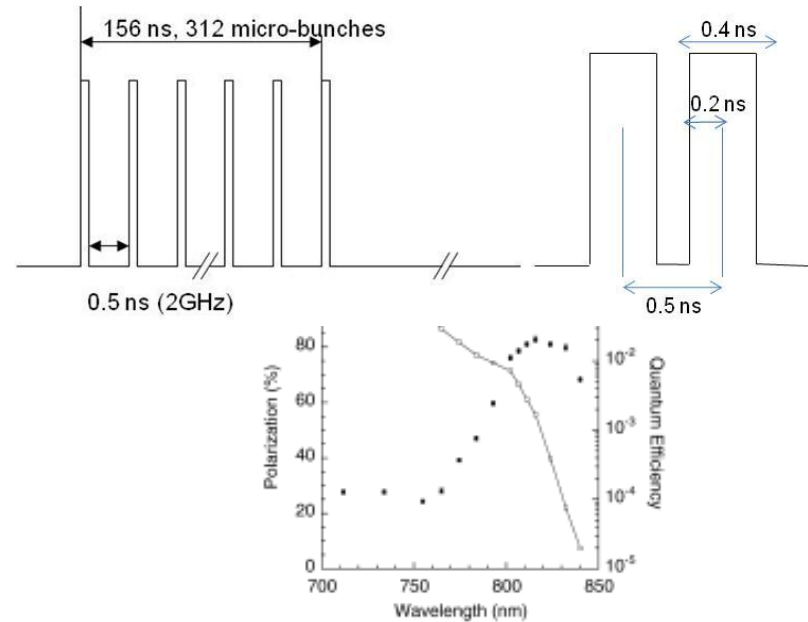 156 ns, 312 micro-bunches
0.5 ns (2GHz)
0.4 ns
0.2 ns
0.5 ns
80
60
40
20
0
Polarization (%)
10-2
10-3
10-4
10-5
Quantum Efficiency
700
750
800
850
Wavelength (nm)